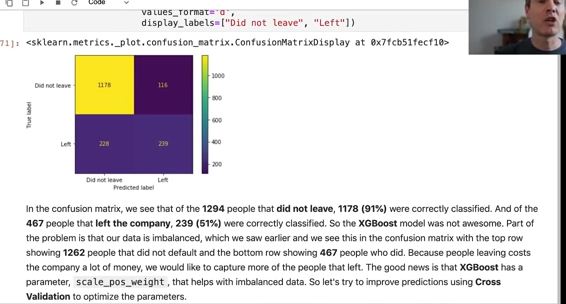 Code
values_format='d',
display_labels=["Did not leave", "Left"])
71]: <sklearn.metrics._plot.confusion_matrix.ConfusionMatrixDisplay at 0x7fcb51fecf10>
Did not leave
1178
116
1000
800
600
400
200
True label
Left
228
239
Did not leave
Left
Predicted label
In the confusion matrix, we see that of the 1294 people that did not leave, 1178 (91%) were correctly classified. And of the
467 people that left the company, 239 (51%) were correctly classified. So the XGBoost model was not awesome. Part of
the problem is that our data is imbalanced, which we saw earlier and we see this in the confusion matrix with the top row
showing 1262 people that did not default and the bottom row showing 467 people who did. Because people leaving costs
the company a lot of money, we would like to capture more of the people that left. The good news is that XGBoost has a
parameter, scale_pos_weight, that helps with imbalanced data. So let's try to improve predictions using Cross
Validation to optimize the parameters.